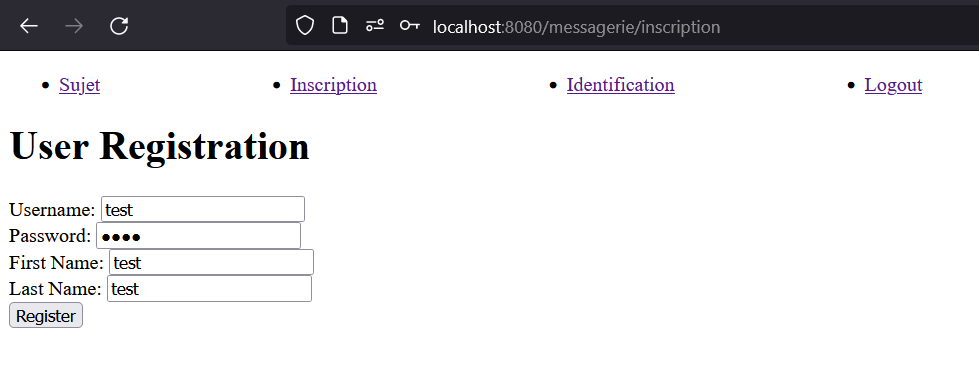 localhost:8080/messagerie/inscription
• Sujet • Inscription • Identification • Logout
User Registration
Username: test
Password: ●●●●
First Name: test
Last Name: test
Register